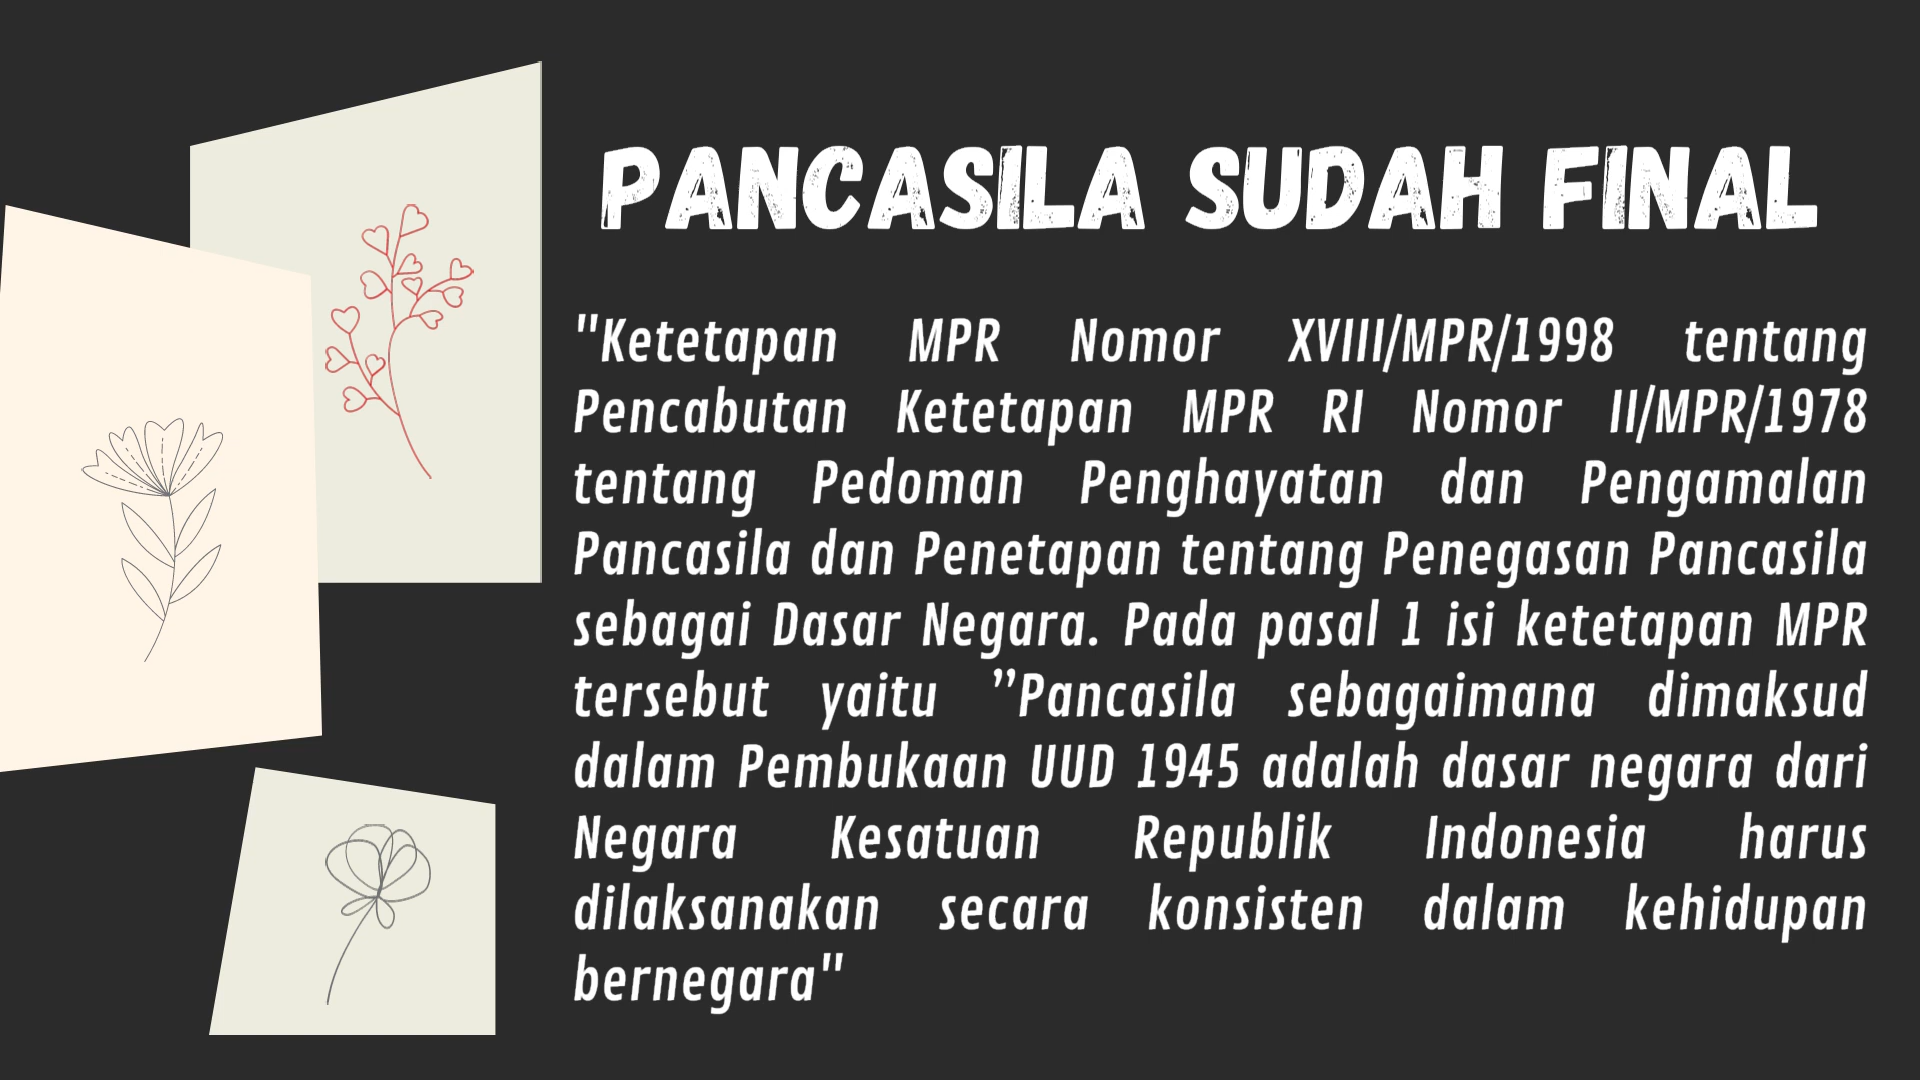 PANCASILA SUDAH FINAL
"Ketetapan MPR Nomor XVIII/MPR/1998 tentang
Pencabutan Ketetapan MPR RI Nomor II/MPR/1978
tentang Pedoman Penghayatan dan Pengamalan
Pancasila dan Penetapan tentang Penegasan Pancasila
sebagai Dasar Negara. Pada pasal 1 isi ketetapan MPR
tersebut yaitu ”Pancasila sebagaimana dimaksud
dalam Pembukaan UUD 1945 adalah dasar negara dari
Negara Kesatuan Republik Indonesia harus
dilaksanakan secara konsisten dalam kehidupan
bernegara"